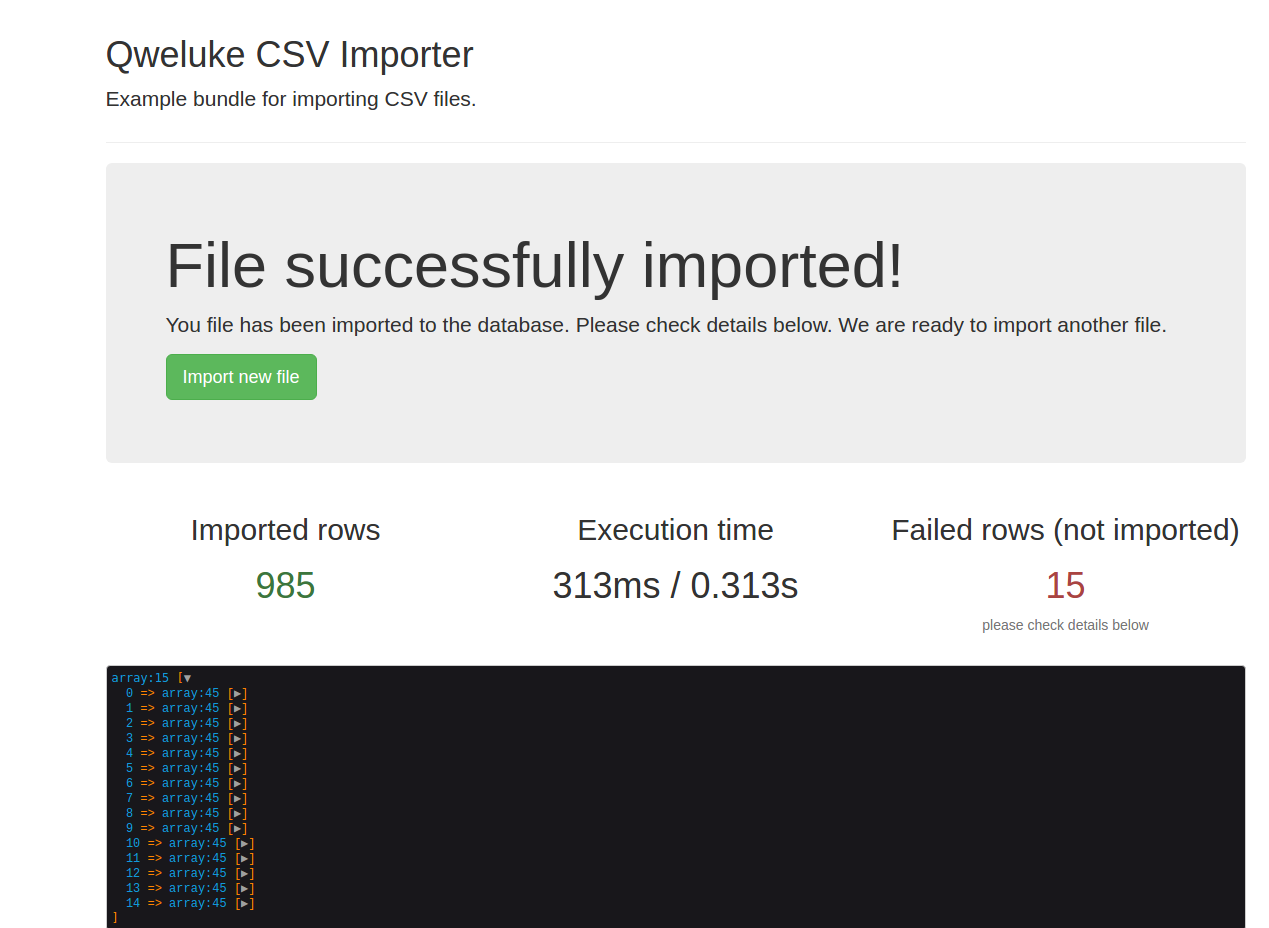 Qweluke CSV Importer
Example bundle for importing CSV files.
File successfully imported!
You file has been imported to the database. Please check details below. We are ready to import another file.
Import new file
Imported rows
985
Execution time
313ms / 0.313s
Failed rows (not imported)
15
please check details below
array:15 [▼
  0 => array:45 [▶]
  1 => array:45 [▶]
  2 => array:45 [▶]
  3 => array:45 [▶]
  4 => array:45 [▶]
  5 => array:45 [▶]
  6 => array:45 [▶]
  7 => array:45 [▶]
  8 => array:45 [▶]
  9 => array:45 [▶]
  10 => array:45 [▶]
  11 => array:45 [▶]
  12 => array:45 [▶]
  13 => array:45 [▶]
  14 => array:45 [▶]
]